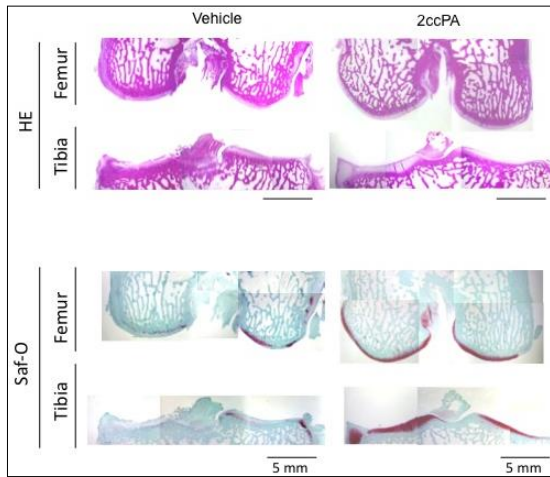 Vehicle 2ccPA
HE
Femur
Tibia
Saf-O
Femur
Tibia
5 mm 5 mm